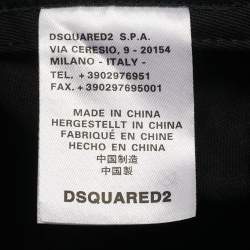 DSQUARED2 S.P.A.
VIA CERESIO, 9 - 20154
MILANO - ITALY -
TEL. +3902976951
FAX. +390297695001
MADE IN CHINA
HERGESTELLT IN CHINA
FABRIQUÉ EN CHINE
HECHO EN CHINA
中国制造
中国製
DSQUARED2